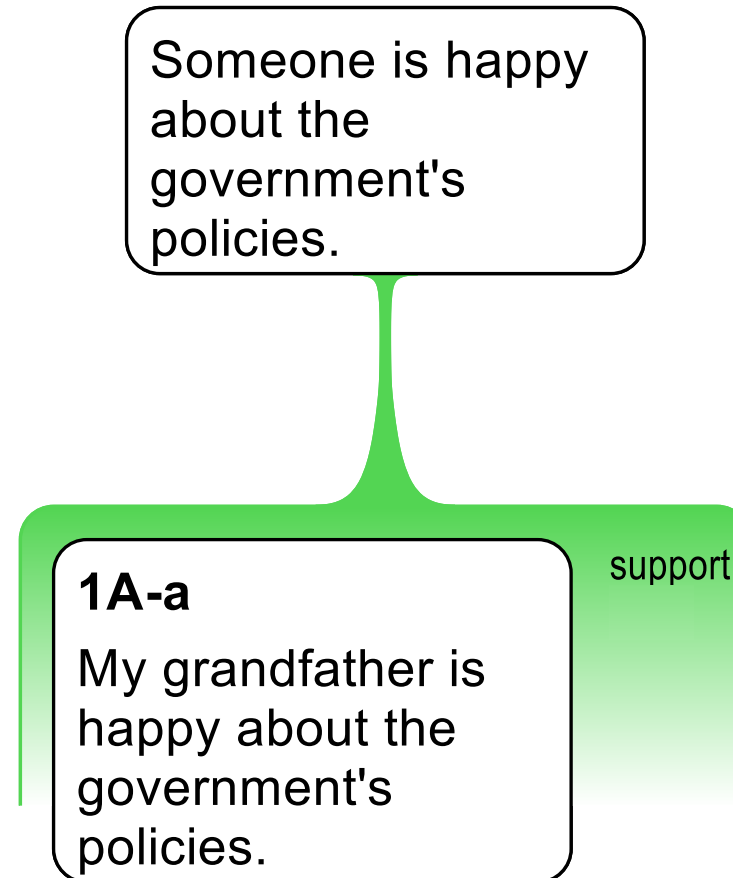 Someone is happy
about the
government's
policies.
support
1A-a
My grandfather is
happy about the
government's
policies.